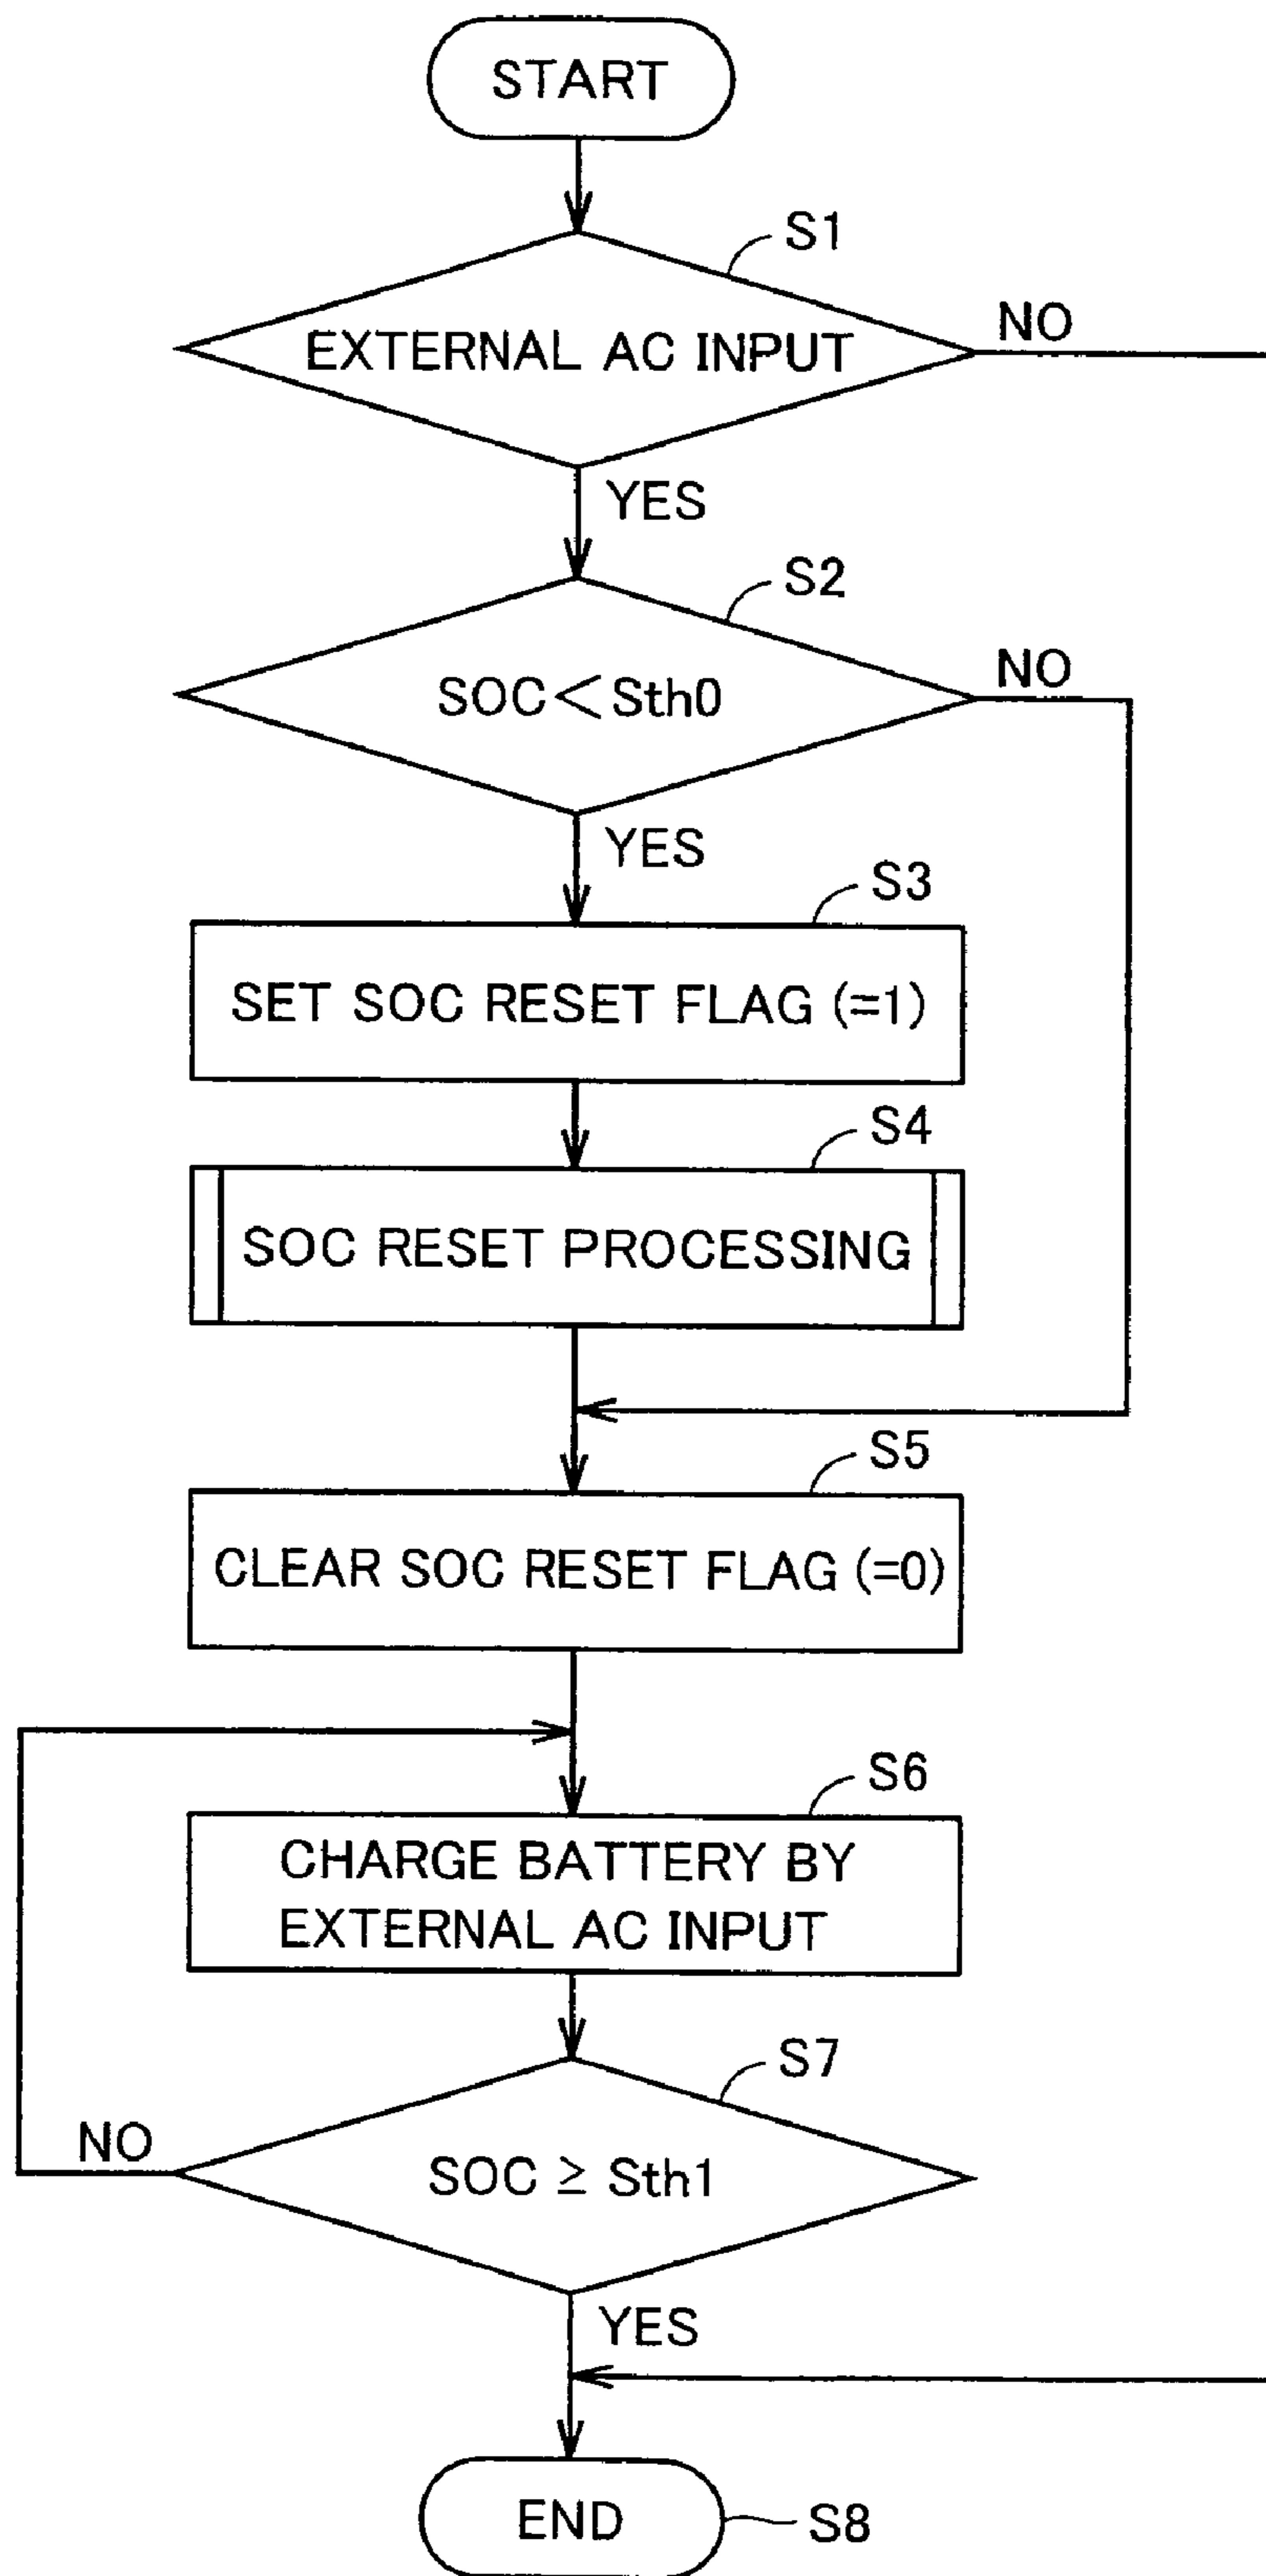 START
S1
EXTERNAL AC INPUT
NO
YES
S2
SOC<Sth0
NO
YES
S3
SET SOC RESET FLAG (=1)
S4
SOC RESET PROCESSING
S5
CLEAR SOC RESET FLAG (=0)
S6
CHARGE BATTERY BY
EXTERNAL AC INPUT
S7
NO
SOC ≥ Sth1
YES
END
S8